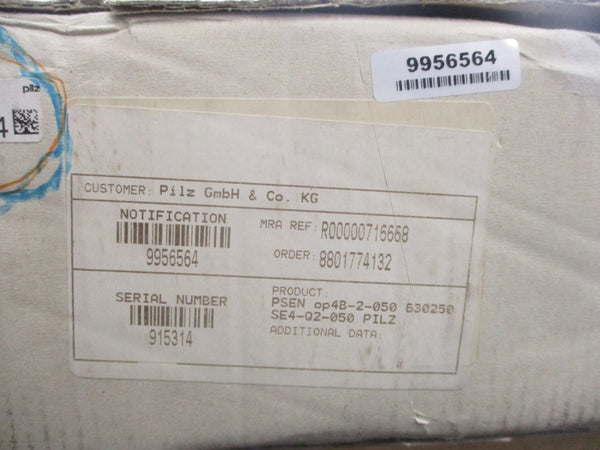 9956564
pilz
4
CUSTOMER: Pilz GmbH & Co. KG
NOTIFICATION
9956564
MRA REF: R00000716668
ORDER: 8801774132
SERIAL NUMBER
915314
PRODUCT:
PSEN op4B-2-050 630250
SE4-Q2-050 PILZ
ADDITIONAL DATA: